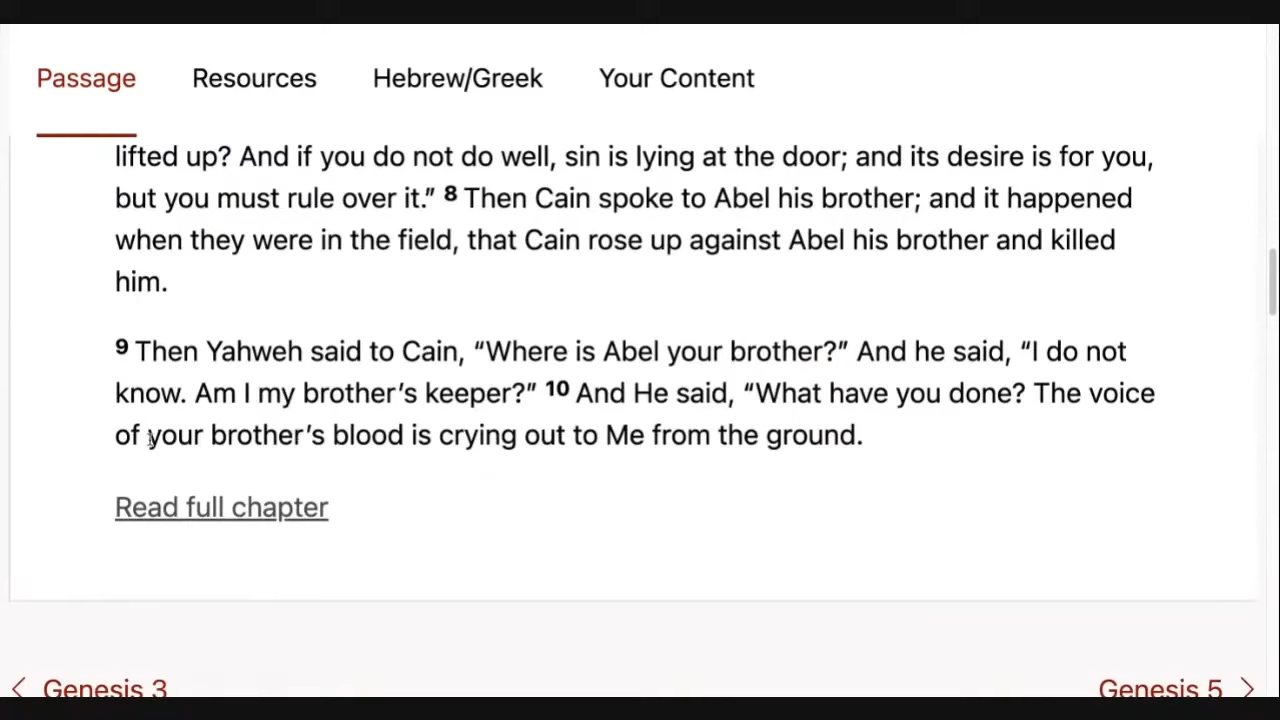 Passage Resources Hebrew/Greek Your Content
lifted up? And if you do not do well, sin is lying at the door; and its desire is for you,
but you must rule over it.” 8 Then Cain spoke to Abel his brother; and it happened
when they were in the field, that Cain rose up against Abel his brother and killed
him.
9 Then Yahweh said to Cain, “Where is Abel your brother?” And he said, “I do not
know. Am I my brother’s keeper?” 10 And He said, “What have you done? The voice
of your brother’s blood is crying out to Me from the ground.
Read full chapter
Genesis 3 Genesis 5